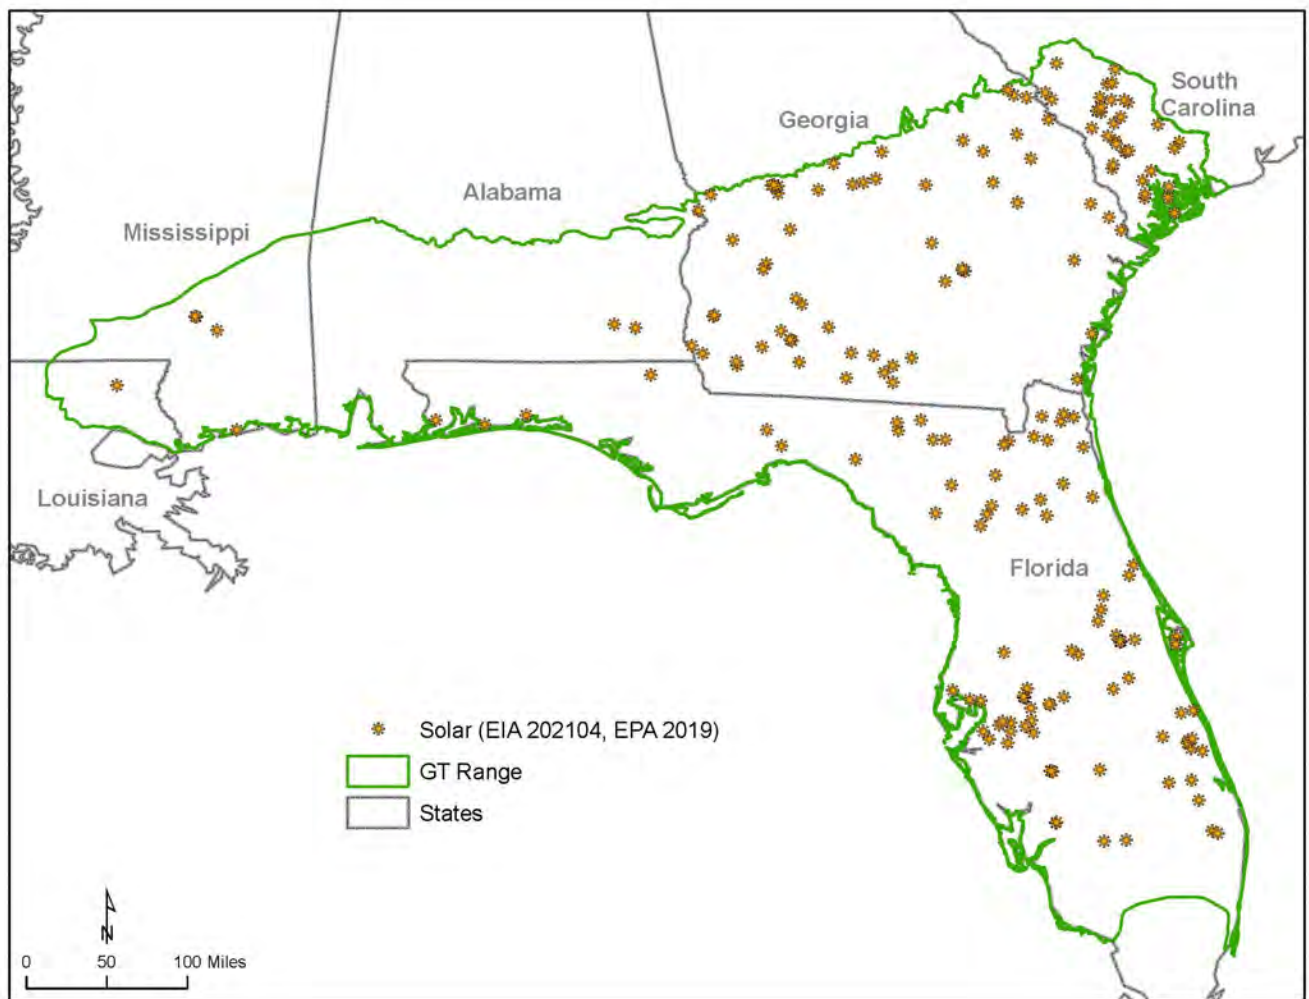 South
Carolina
Georgia
Alabama
Mississippi
Louisiana
Florida
Solar (EIA 202104, EPA 2019)
GT Range
States
N
0 50 100 Miles